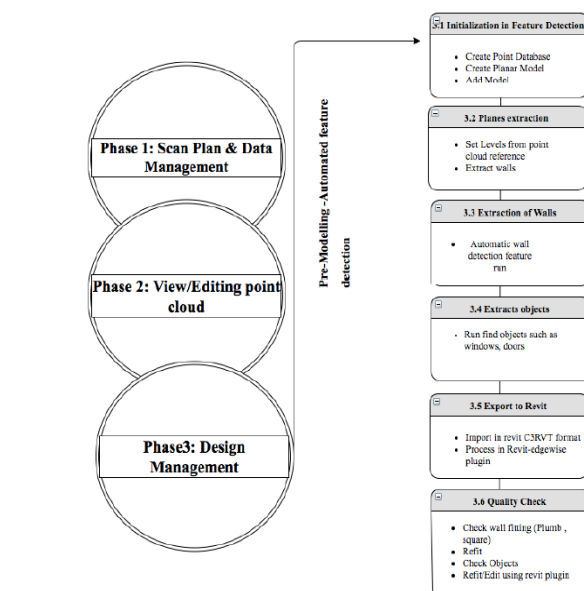 Phase 1: Scan Plan & Data
Management
Phase 2: View/Editing point
cloud
Phase3: Design
Management
Pre-Modelling -Automated feature
detection
3.1 Initialization in Feature Detection
Create Point Database
Create Planar Model
Add Model
3.2 Planes extraction
Set Levels from point
cloud reference
Extract walls
3.3 Extraction of Walls
Automatic wall
detection feature
ran
3.4 Extracts objects
Run find objects such as
windows, doors
3.5 Export to Revit
Import in revit C3RVT format
Process in Revit-edgewise
plugin
3.6 Quality Check
Check wall fitting (Plumb ,
square)
Refit
Check Objects
Refit/Edit using revit plugin